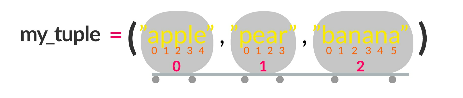 my_tuple = ("apple", "pear", "banana")
0 1 2 3 4 0 1 2 3 0 1 2 3 4 5
0 1 2